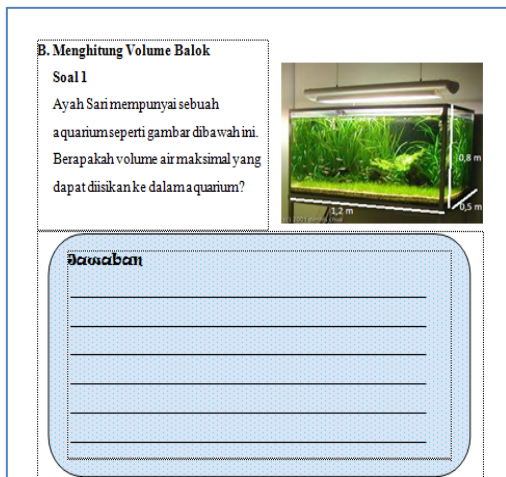 B. Menghitung Volume Balok
Soal 1
Ayah Sari mempunyai sebuah
aquarium seperti gambar dibawah ini.
Berapakah volume air maksimal yang
dapat diisikan ke dalam aquarium?
0,8 m
0,5 m
1,2 m
Jawaban